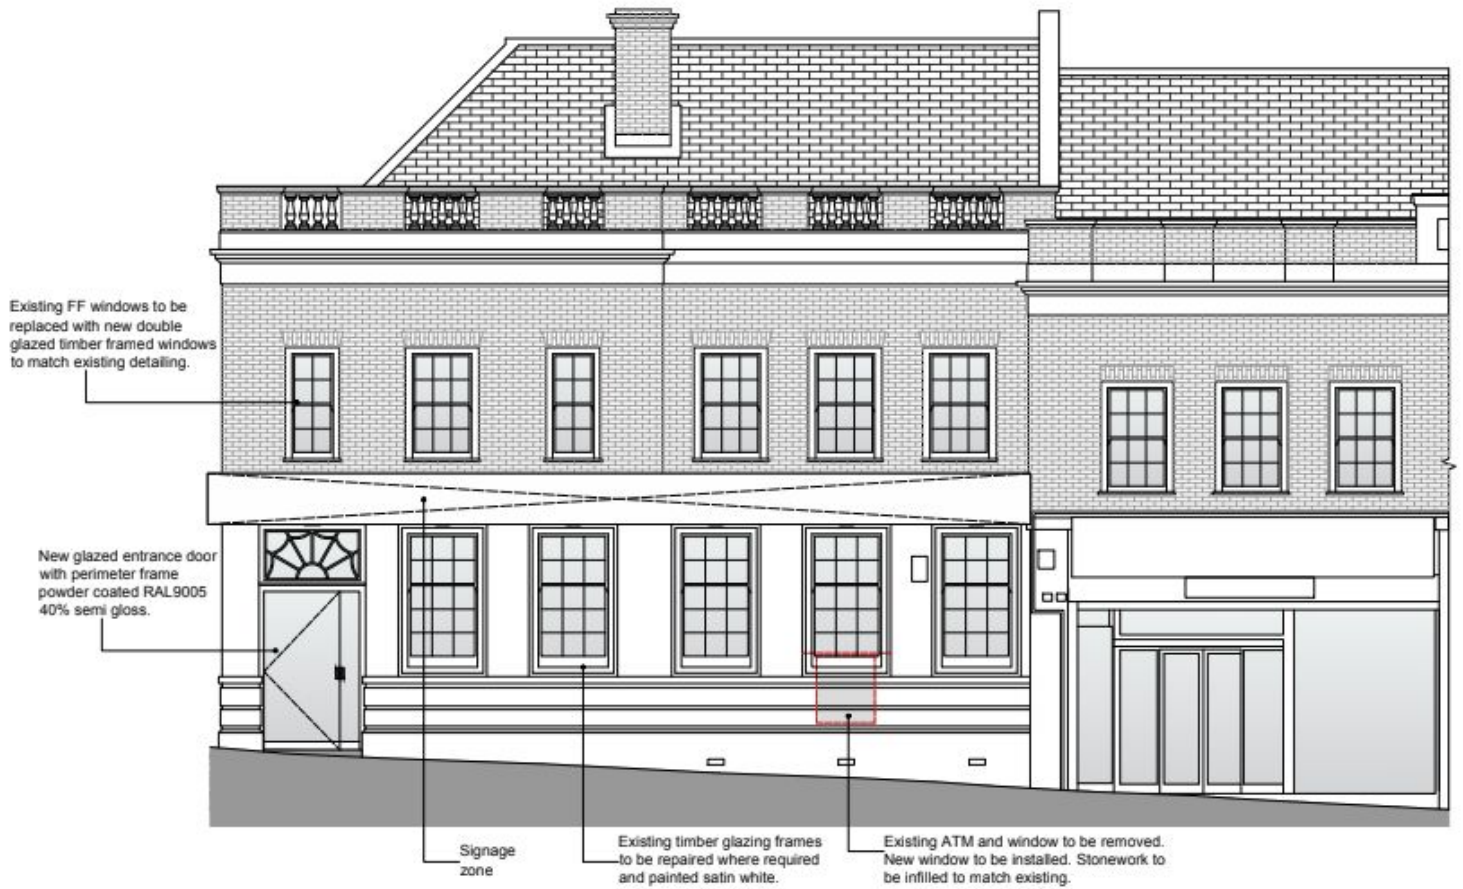 Existing FF windows to be
replaced with new double
glazed timber framed windows
to match existing detailing.
New glazed entrance door
with perimeter frame
powder coated RAL9005
40% semi gloss.
Signage
zone
Existing timber glazing frames
to be repaired where required
and painted satin white.
Existing ATM and window to be removed.
New window to be installed. Stonework to
be infilled to match existing.